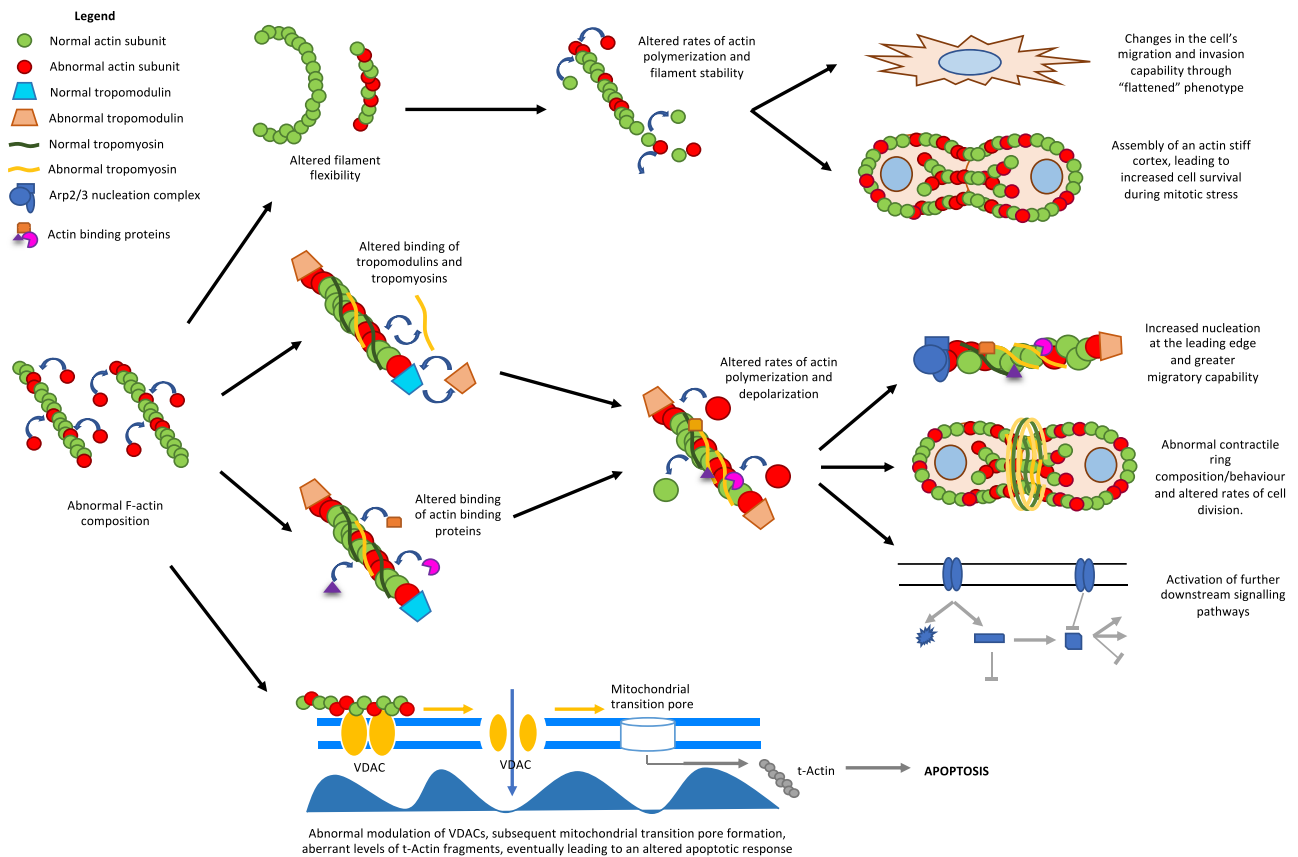 Legend
Normal actin subunit
Abnormal actin subunit
Normal tropomodulin
Abnormal tropomodulin
Normal tropomyosin
Abnormal tropomyosin
Arp2/3 nucleation complex
Actin binding proteins
Altered filament
flexibility
Altered rates of actin
polymerization and
filament stability
Changes in the cell’s
migration and invasion
capability through
“flattened” phenotype
Assembly of an actin stiff
cortex, leading to
increased cell survival
during mitotic stress
Altered binding of
tropomodulins and
tropomyosins
Abnormal F-actin
composition
Altered binding
of actin binding
proteins
Altered rates of actin
polymerization and
depolarization
Increased nucleation
at the leading edge
and greater
migratory capability
Abnormal contractile
ring
composition/behaviour
and altered rates of cell
division.
Activation of further
downstream signalling
pathways
Mitochondrial
transition pore
VDAC
VDAC
t-Actin
APOPTOSIS
Abnormal modulation of VDACs, subsequent mitochondrial transition pore formation,
aberrant levels of t-Actin fragments, eventually leading to an altered apoptotic response